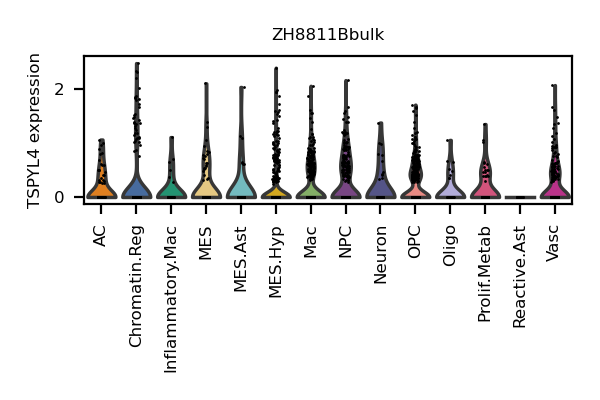 ZH8811Bbulk
TSPYL4 expression
2
0
AC
Chromatin.Reg
Inflammatory.Mac
MES
MES.Ast
MES.Hyp
Mac
NPC
Neuron
OPC
Oligo
Prolif.Metab
Reactive.Ast
Vasc